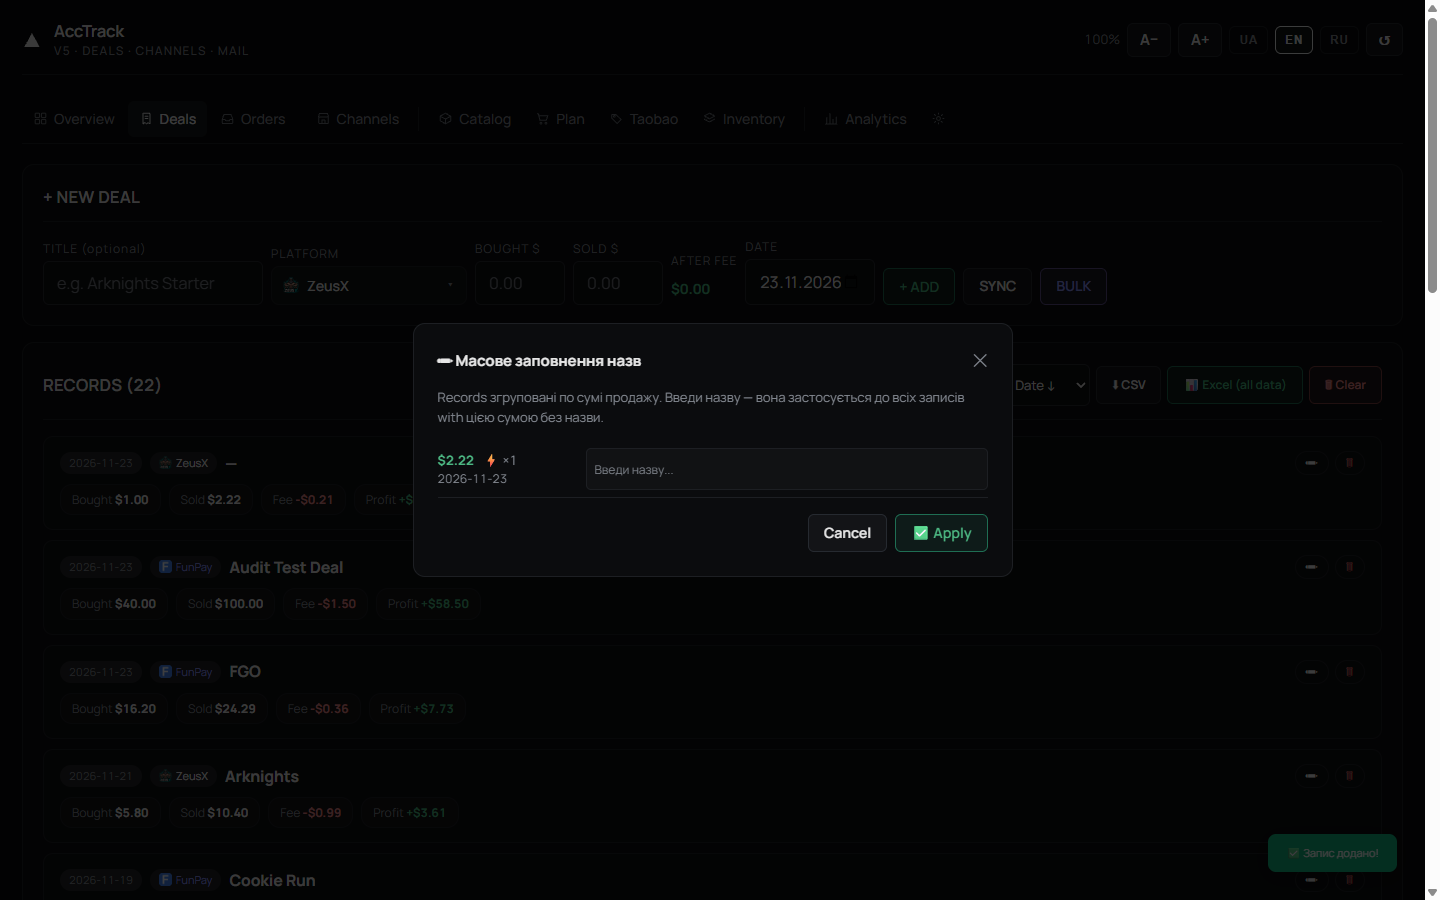 AccTrack
V5 · DEALS · CHANNELS · MAIL
100% A− A+ UA EN RU
Overview Deals Orders Channels Catalog Plan Taobao Inventory Analytics
+ NEW DEAL
TITLE (optional) PLATFORM BOUGHT $ SOLD $ AFTER FEE DATE
e.g. Arknights Starter ZeusX 0.00 0.00 $0.00 23.11.2026 + ADD SYNC BULK
RECORDS (22) Date ↓ CSV Excel (all data) Clear
Масове заповнення назв
Records згруповані по сумі продажу. Введи назву — вона застосується до всіх записів
with цією сумою без назви.
$2.22 ×1
2026-11-23
Введи назву...
Cancel Apply
2026-11-23 ZeusX —
Bought $1.00 Sold $2.22 Fee -$0.21 Profit +$
2026-11-23 FunPay Audit Test Deal
Bought $40.00 Sold $100.00 Fee -$1.50 Profit +$58.50
2026-11-23 FunPay FGO
Bought $16.20 Sold $24.29 Fee -$0.36 Profit +$7.73
2026-11-21 ZeusX Arknights
Bought $5.80 Sold $10.40 Fee -$0.99 Profit +$3.61
Запис додано!
2026-11-19 FunPay Cookie Run